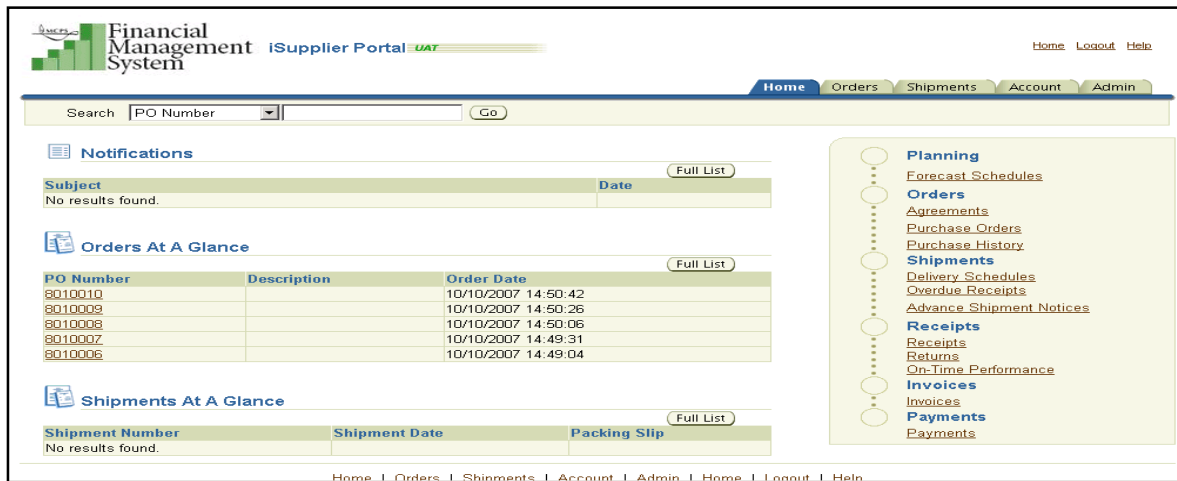 MCPS
Financial
Management
System
iSupplier Portal UAT
Home Logout Help
Home Orders Shipments Account Admin
Search PO Number Go
Notifications
Full List
Subject Date
No results found.
Orders At A Glance
Full List
PO Number Description Order Date
8010010 10/10/2007 14:50:42
8010009 10/10/2007 14:50:26
8010008 10/10/2007 14:50:06
8010007 10/10/2007 14:49:31
8010006 10/10/2007 14:49:04
Shipments At A Glance
Full List
Shipment Number Shipment Date Packing Slip
No results found.
Planning
Forecast Schedules
Orders
Agreements
Purchase Orders
Purchase History
Shipments
Delivery Schedules
Overdue Receipts
Advance Shipment Notices
Receipts
Receipts
Returns
On-Time Performance
Invoices
Invoices
Payments
Payments
Home | Orders | Shipments | Account | Admin | Home | Logout | Help